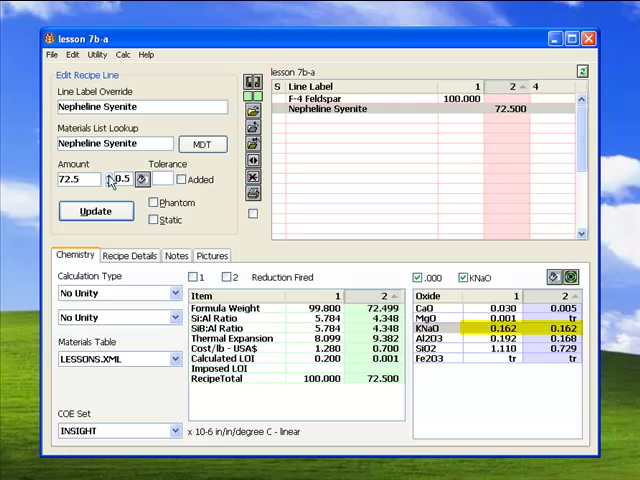 lesson 7b-a
File Edit Utility Calc Help
Edit Recipe Line
Line Label Override
Nepheline Syenite
Materials List Lookup
Nepheline Syenite MDT
Amount Tolerance
72.5 0.5 Added
Update Phantom
Static
lesson 7b-a
S Line Label 1 2 4
F-4 Feldspar 100.000
Nepheline Syenite 72.500
Chemistry Recipe Details Notes Pictures
Calculation Type
No Unity
No Unity
Materials Table
LESSONS.XML
COE Set
INSIGHT
1 2 Reduction Fired .000 KNaO
Item 1 2
Formula Weight 99.800 72.499
Si:Al Ratio 5.784 4.348
SiB:Al Ratio 5.784 4.348
Thermal Expansion 8.099 9.382
Cost/lb - USA$ 1.280 0.700
Calculated LOI 0.200 0.001
Imposed LOI
RecipeTotal 100.000 72.500
Oxide 1 2
CaO 0.030 0.005
MgO 0.001 tr
KNaO 0.162 0.162
Al2O3 0.192 0.168
SiO2 1.110 0.729
Fe2O3 tr tr
x 10-6 in/in/degree C - linear